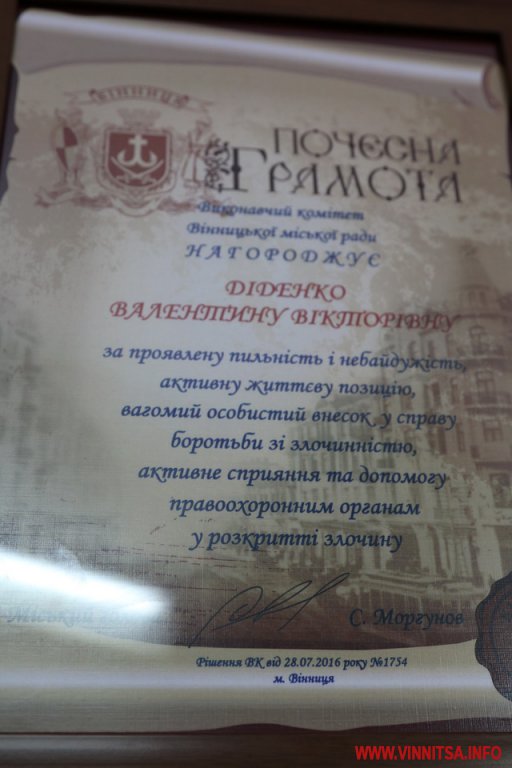 ВІННИЦЯ
ПОЧЕСНА
ГРАМОТА
Виконавчий комітет
Вінницької міської ради
НАГОРОДЖУЄ
ДІДЕНКО
ВАЛЕНТИНУ ВІКТОРІВНУ
за проявлену пильність і небайдужість,
активну життєву позицію,
вагомий особистий внесок у справу
боротьби зі злочинністю,
активне сприяння та допомогу
правоохоронним органам
у розкритті злочину
Міський С. Моргунов
Рішення ВК від 28.07.2016 року №1754
м. Вінниця
WWW.VINNITSA.INFO